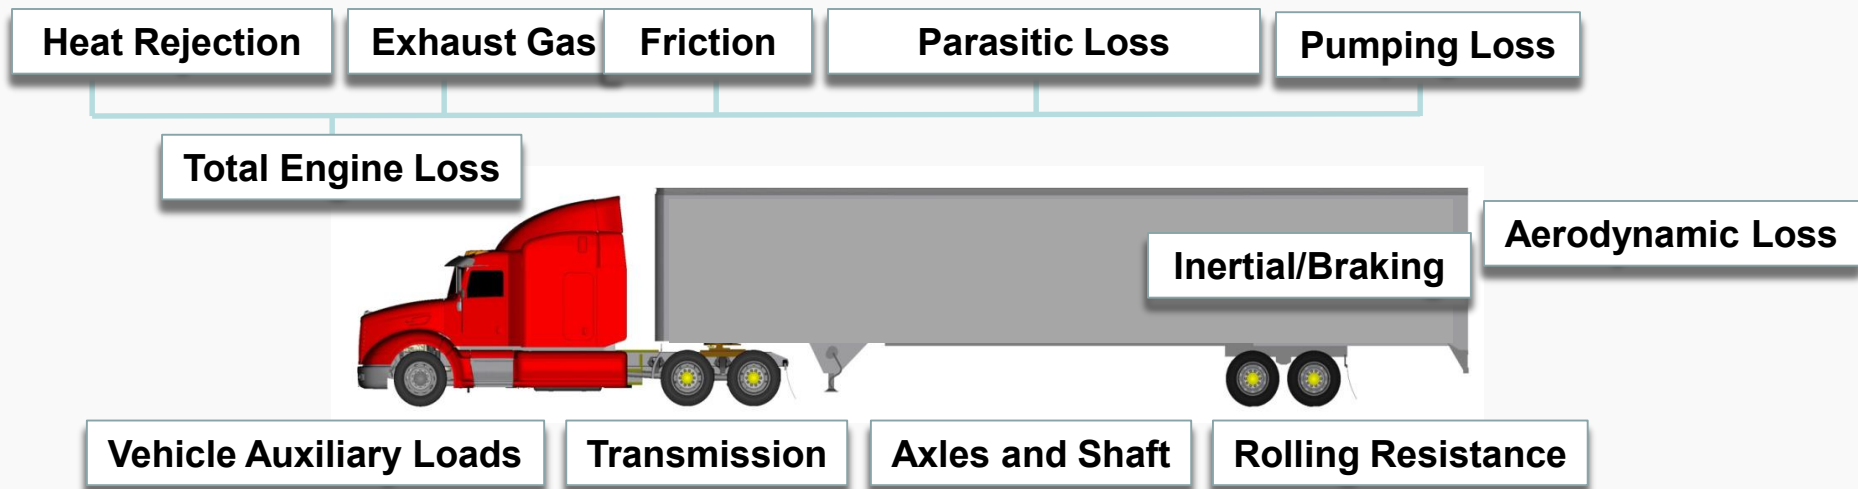 Heat Rejection
Exhaust Gas
Friction
Parasitic Loss
Pumping Loss
Total Engine Loss
Aerodynamic Loss
Inertial/Braking
Vehicle Auxiliary Loads
Transmission
Axles and Shaft
Rolling Resistance